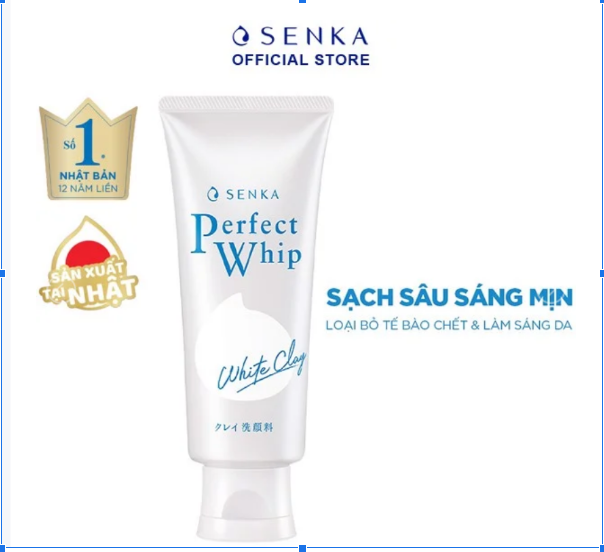 SENKA
OFFICIAL STORE
Số
1*
NHẬT BẢN
12 NĂM LIỀN
SẢN XUẤT
TẠI NHẬT
SENKA
Perfect
Whip
White Clay
クレイ洗顔料
SẠCH SÂU SÁNG MỊN
LOẠI BỎ TẾ BÀO CHẾT & LÀM SÁNG DA